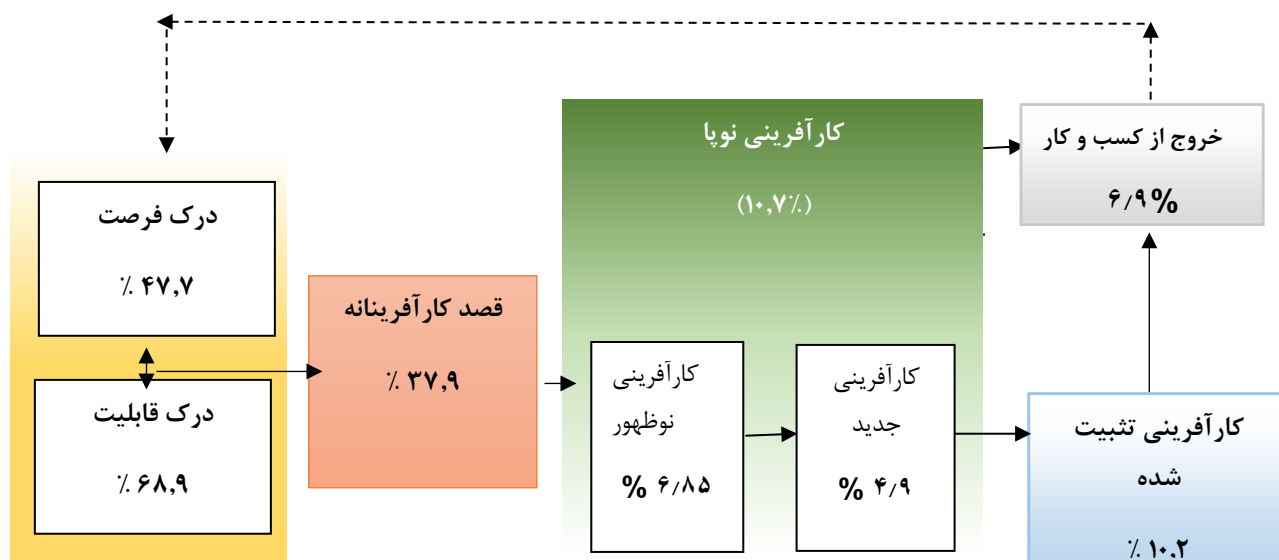 کارآفرینی نوپا
(۱۰,۷٪)
خروج از کسب و کار
۶/۹%
درک فرصت
۴۷,۷ ٪
قصد کارآفرینانه
۳۷,۹ ٪
درک قابلیت
۶۸,۹ ٪
کارآفرینی
نوظهور
۶/۸۵ %
کارآفرینی
جدید
۴/۹ %
کارآفرینی تثبیت
شده
۱۰.۲ ٪